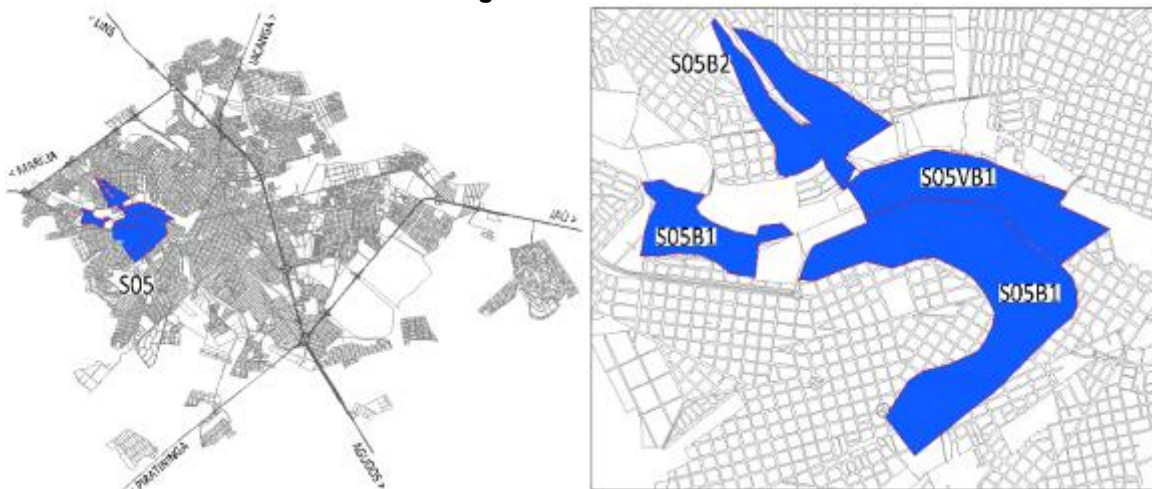 LINS
IACANGA >
< MARILIA
JAÚ >
S05
PIRATININGA
AGUDOS >
S05B2
S05VB1
S05B1
S05B1